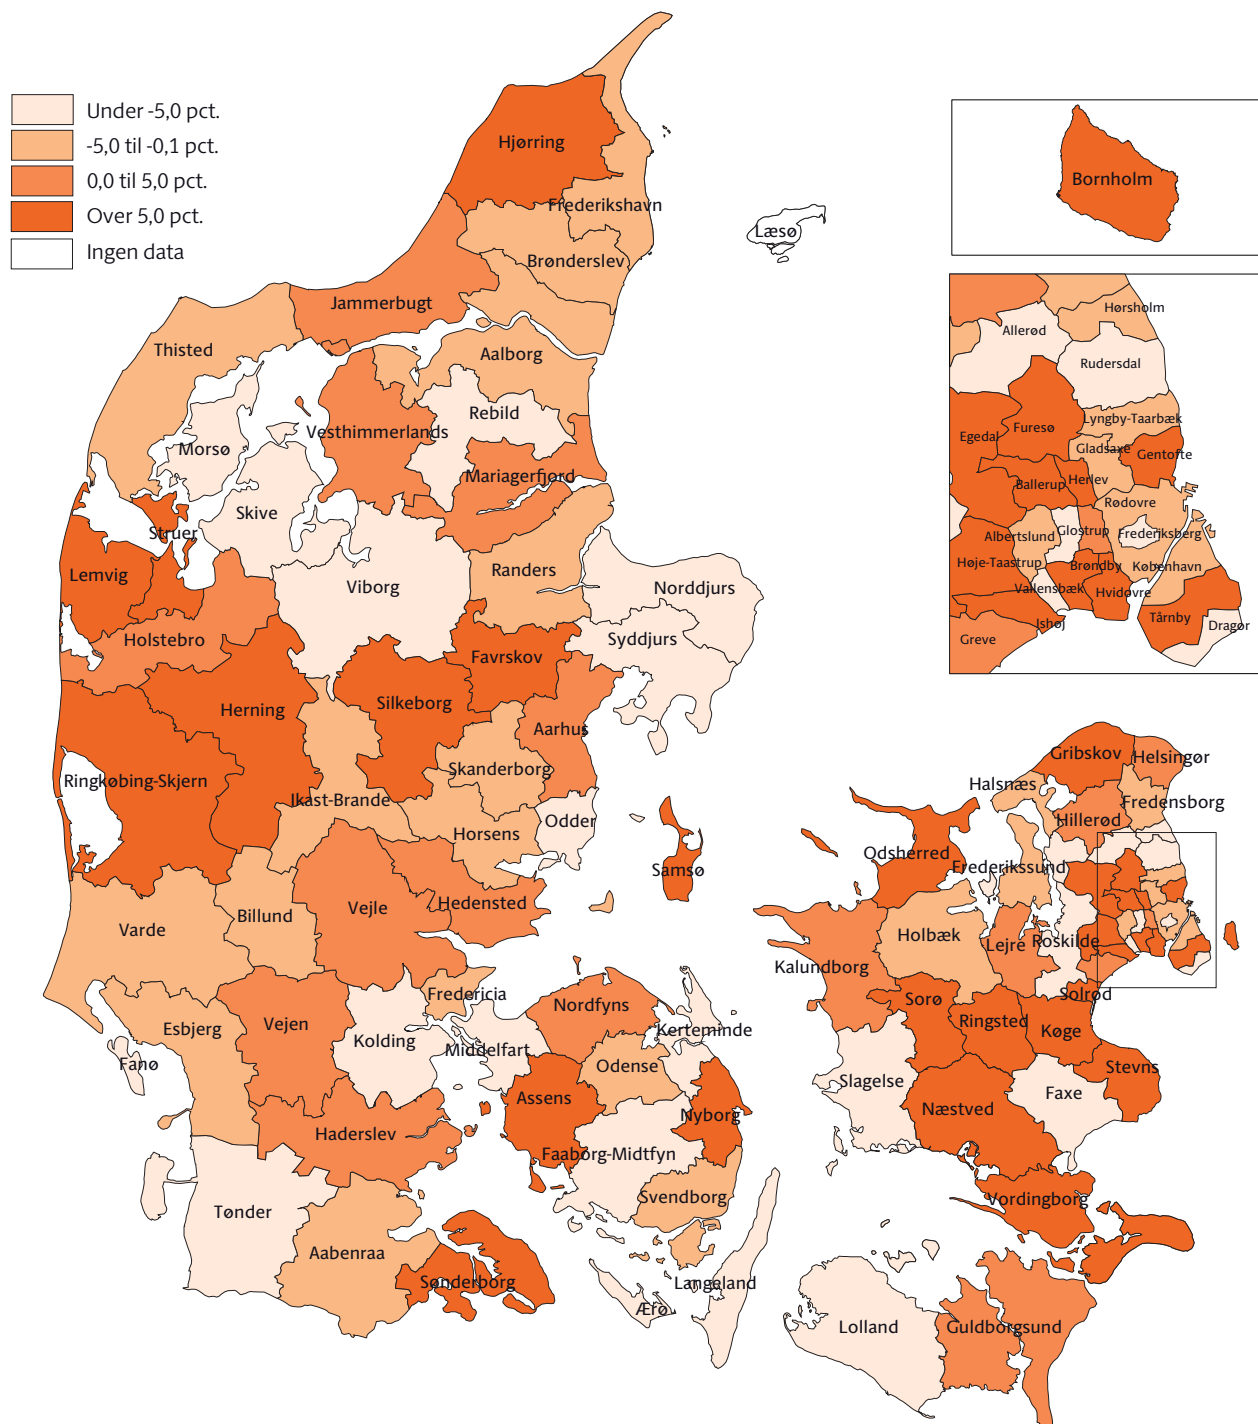 Under -5,0 pct.
-5,0 til -0,1 pct.
0,0 til 5,0 pct.
Over 5,0 pct.
Ingen data
Hjørring
Frederikshavn
Læsø
Brønderslev
Jammerbugt
Thisted
Aalborg
Rebild
Vesthimmerlands
Morsø
Mariagerfjord
Skive
Struer
Lemvig
Viborg
Randers
Norddjurs
Holstebro
Syddjurs
Favrskov
Herning
Silkeborg
Aarhus
Skanderborg
Ringkøbing-Skjern
Ikast-Brande
Horsens
Odder
Samsø
Hedensted
Vejle
Billund
Varde
Fredericia
Esbjerg
Vejen
Kolding
Middelfart
Fanø
Nordfyns
Kerteminde
Odense
Assens
Nyborg
Haderslev
Faaborg-Midtfyn
Svendborg
Tønder
Aabenraa
Sønderborg
Langeland
Ærø
Bornholm
Hørsholm
Allerød
Rudersdal
Lyngby-Taarbæk
Furesø
Egedal
Gladsaxe
Gentofte
Ballerup
Herlev
Rødovre
Albertslund
Glostrup
Frederiksberg
Høje-Taastrup
Brøndby
København
Vallensbæk
Hvidovre
Ishøj
Tårnby
Dragør
Greve
Gribskov
Helsingør
Halsnæs
Fredensborg
Hillerød
Odsherred
Frederikssund
Holbæk
Lejre
Roskilde
Kalundborg
Solrød
Sorø
Ringsted
Køge
Stevns
Slagelse
Faxe
Næstved
Vordingborg
Lolland
Guldborgsund